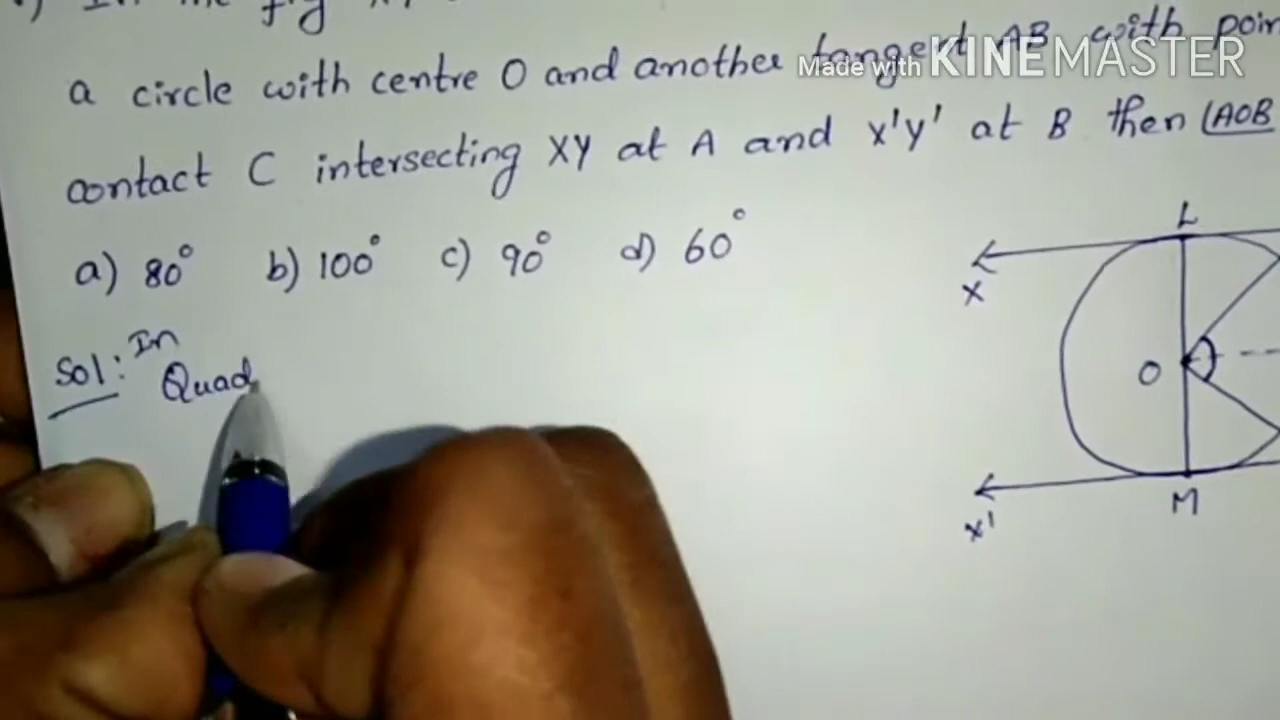 a circle with centre O and another tangent AB with
contact C intersecting XY at A and X'Y' at B then ∠AOB
a) 80° b) 100° c) 90° d) 60°
Sol: In
Quad
L
X
O
M
X'
Made with KINEMASTER